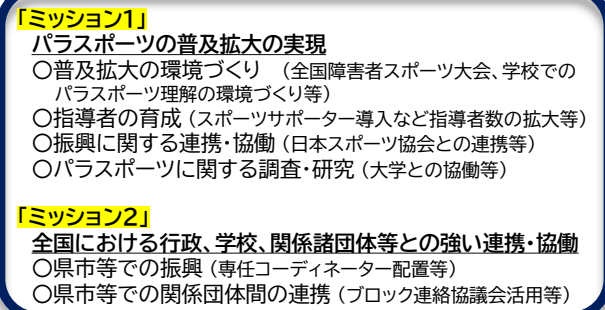 「ミッション1」
パラスポーツの普及拡大の実現
○普及拡大の環境づくり （全国障害者スポーツ大会、学校での
パラスポーツ理解の環境づくり等）
○指導者の育成（スポーツサポーター導入など指導者数の拡大等）
○振興に関する連携・協働（日本スポーツ協会との連携等）
○パラスポーツに関する調査・研究（大学との協働等）
「ミッション2」
全国における行政、学校、関係諸団体等との強い連携・協働
○県市等での振興（専任コーディネーター配置等）
○県市等での関係団体間の連携（ブロック連絡協議会活用等）